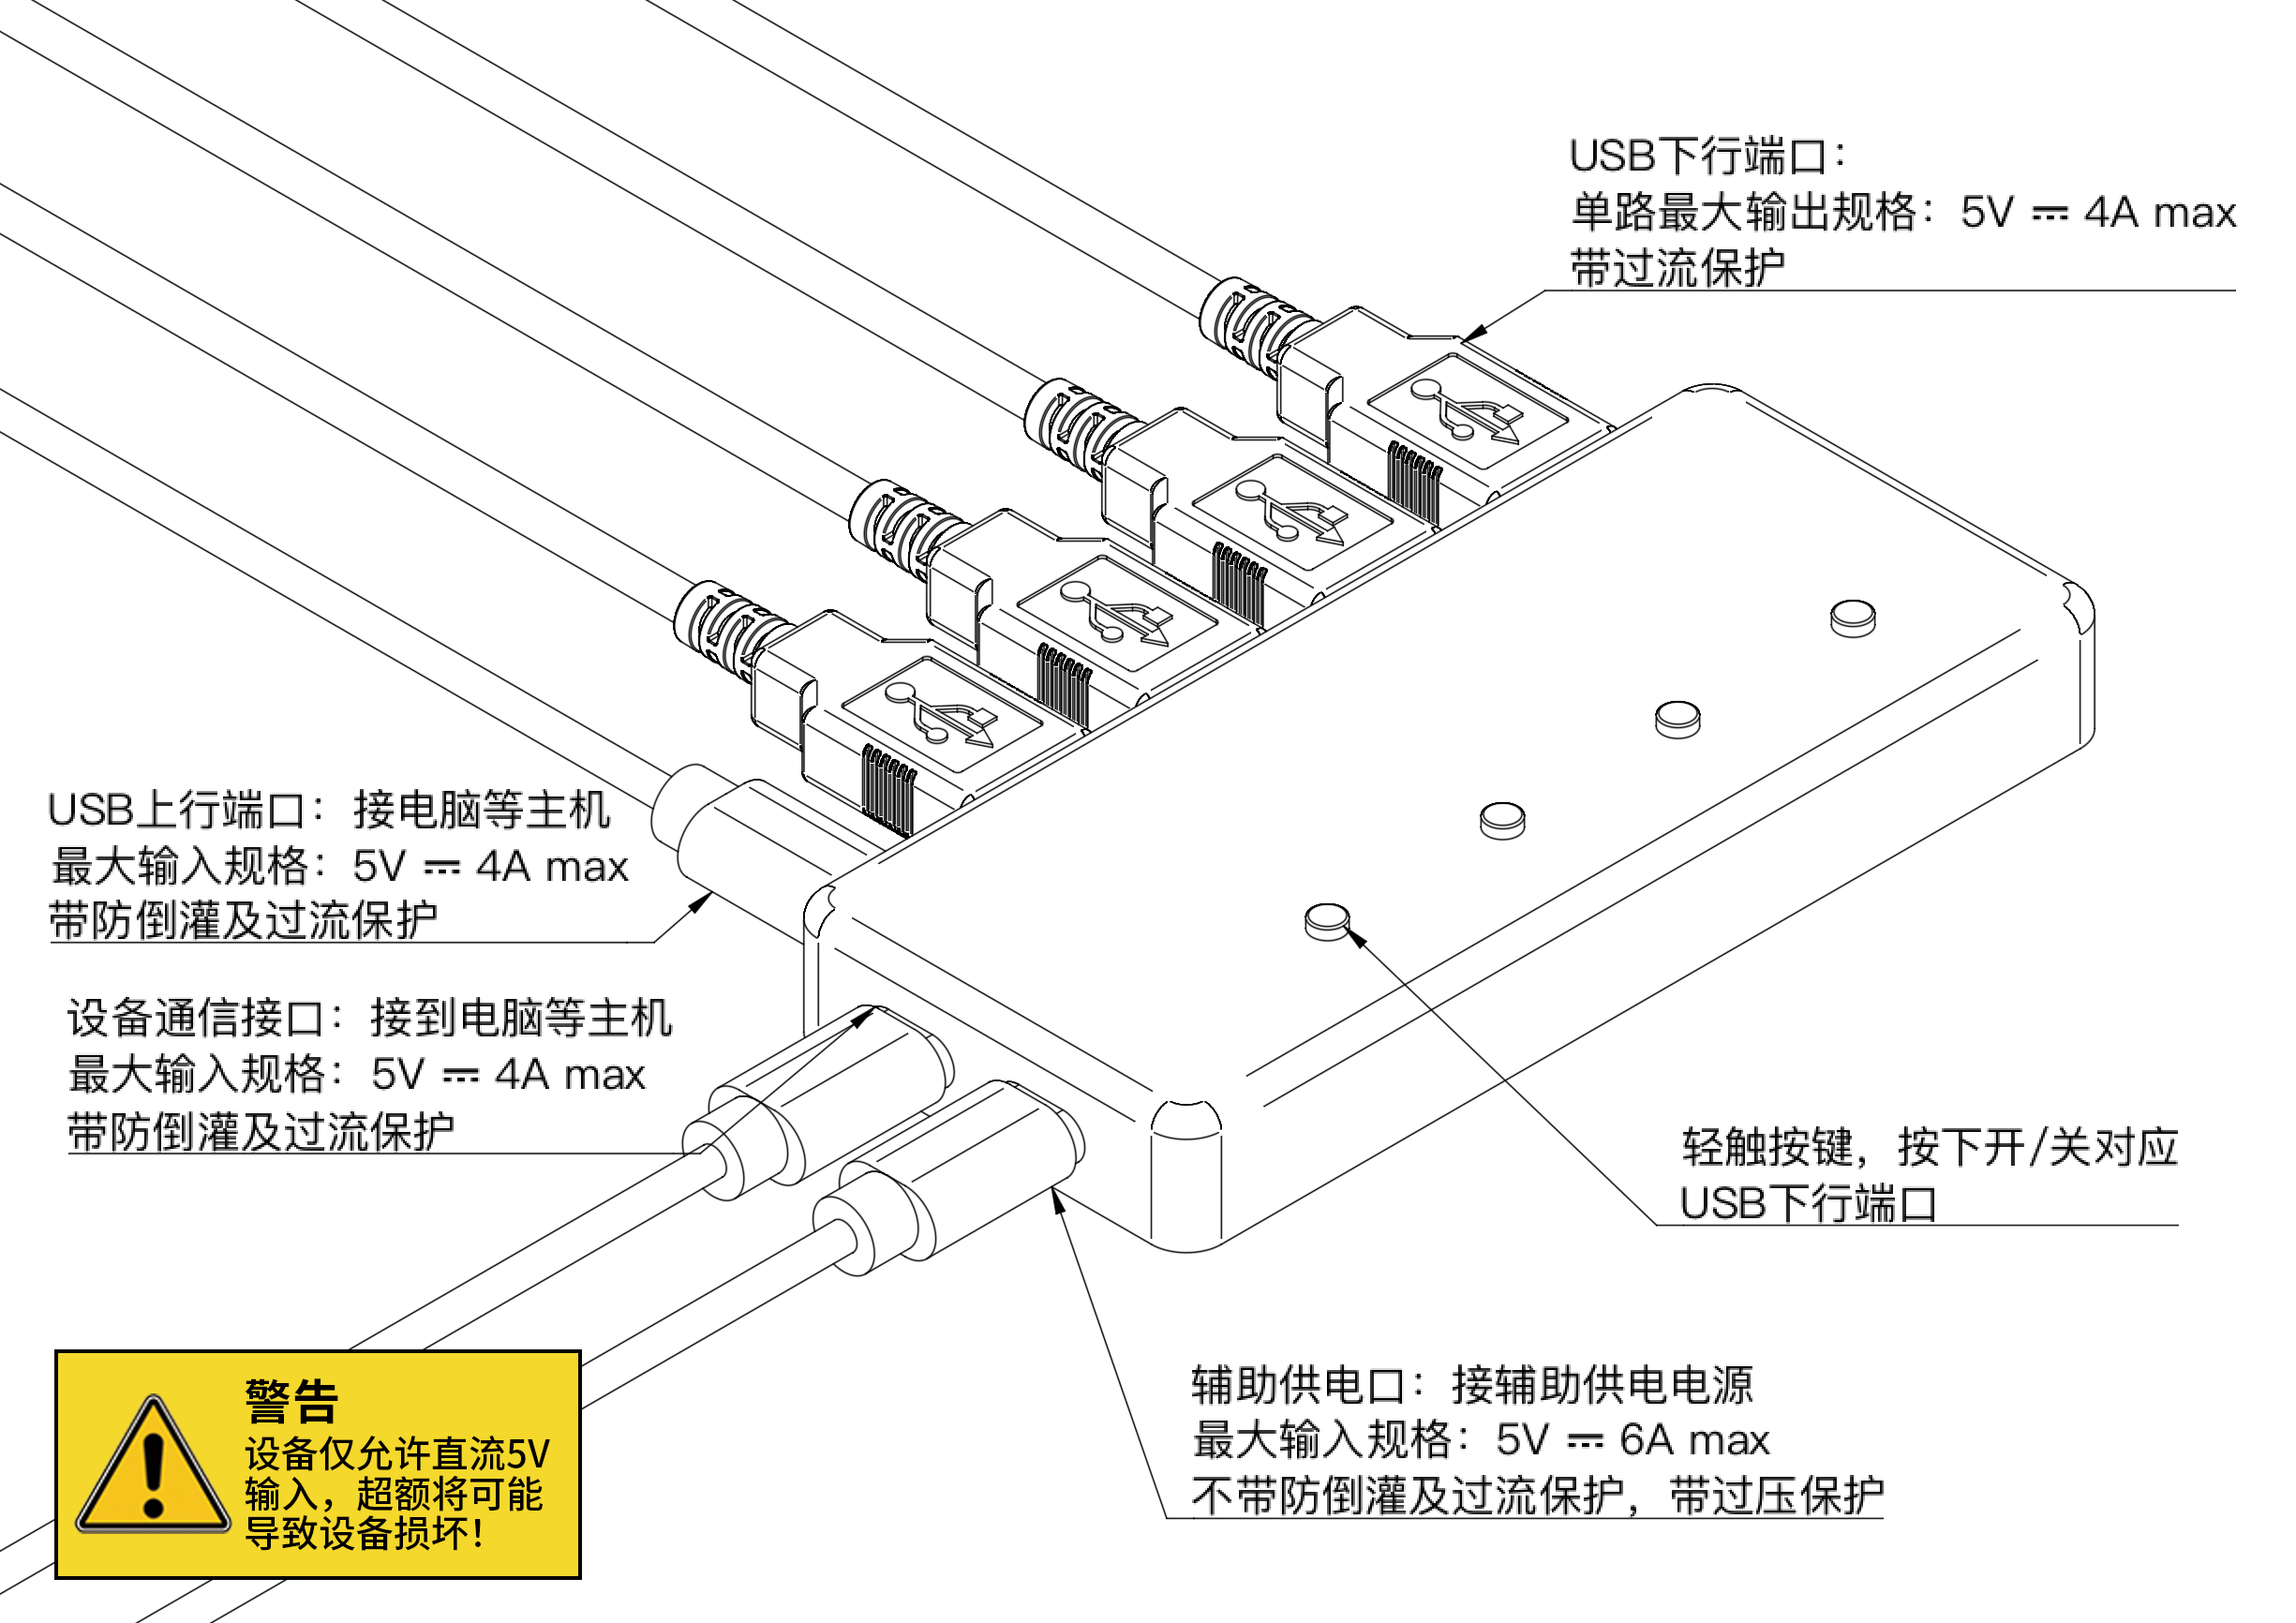 USB下行端口：
单路最大输出规格：5V ⎓ 4A max
带过流保护
USB上行端口：接电脑等主机
最大输入规格：5V ⎓ 4A max
带防倒灌及过流保护
设备通信接口：接到电脑等主机
最大输入规格：5V ⎓ 4A max
带防倒灌及过流保护
轻触按键，按下开/关对应
USB下行端口
辅助供电口：接辅助供电电源
最大输入规格：5V ⎓ 6A max
不带防倒灌及过流保护，带过压保护
警告
设备仅允许直流5V
输入，超额将可能
导致设备损坏！